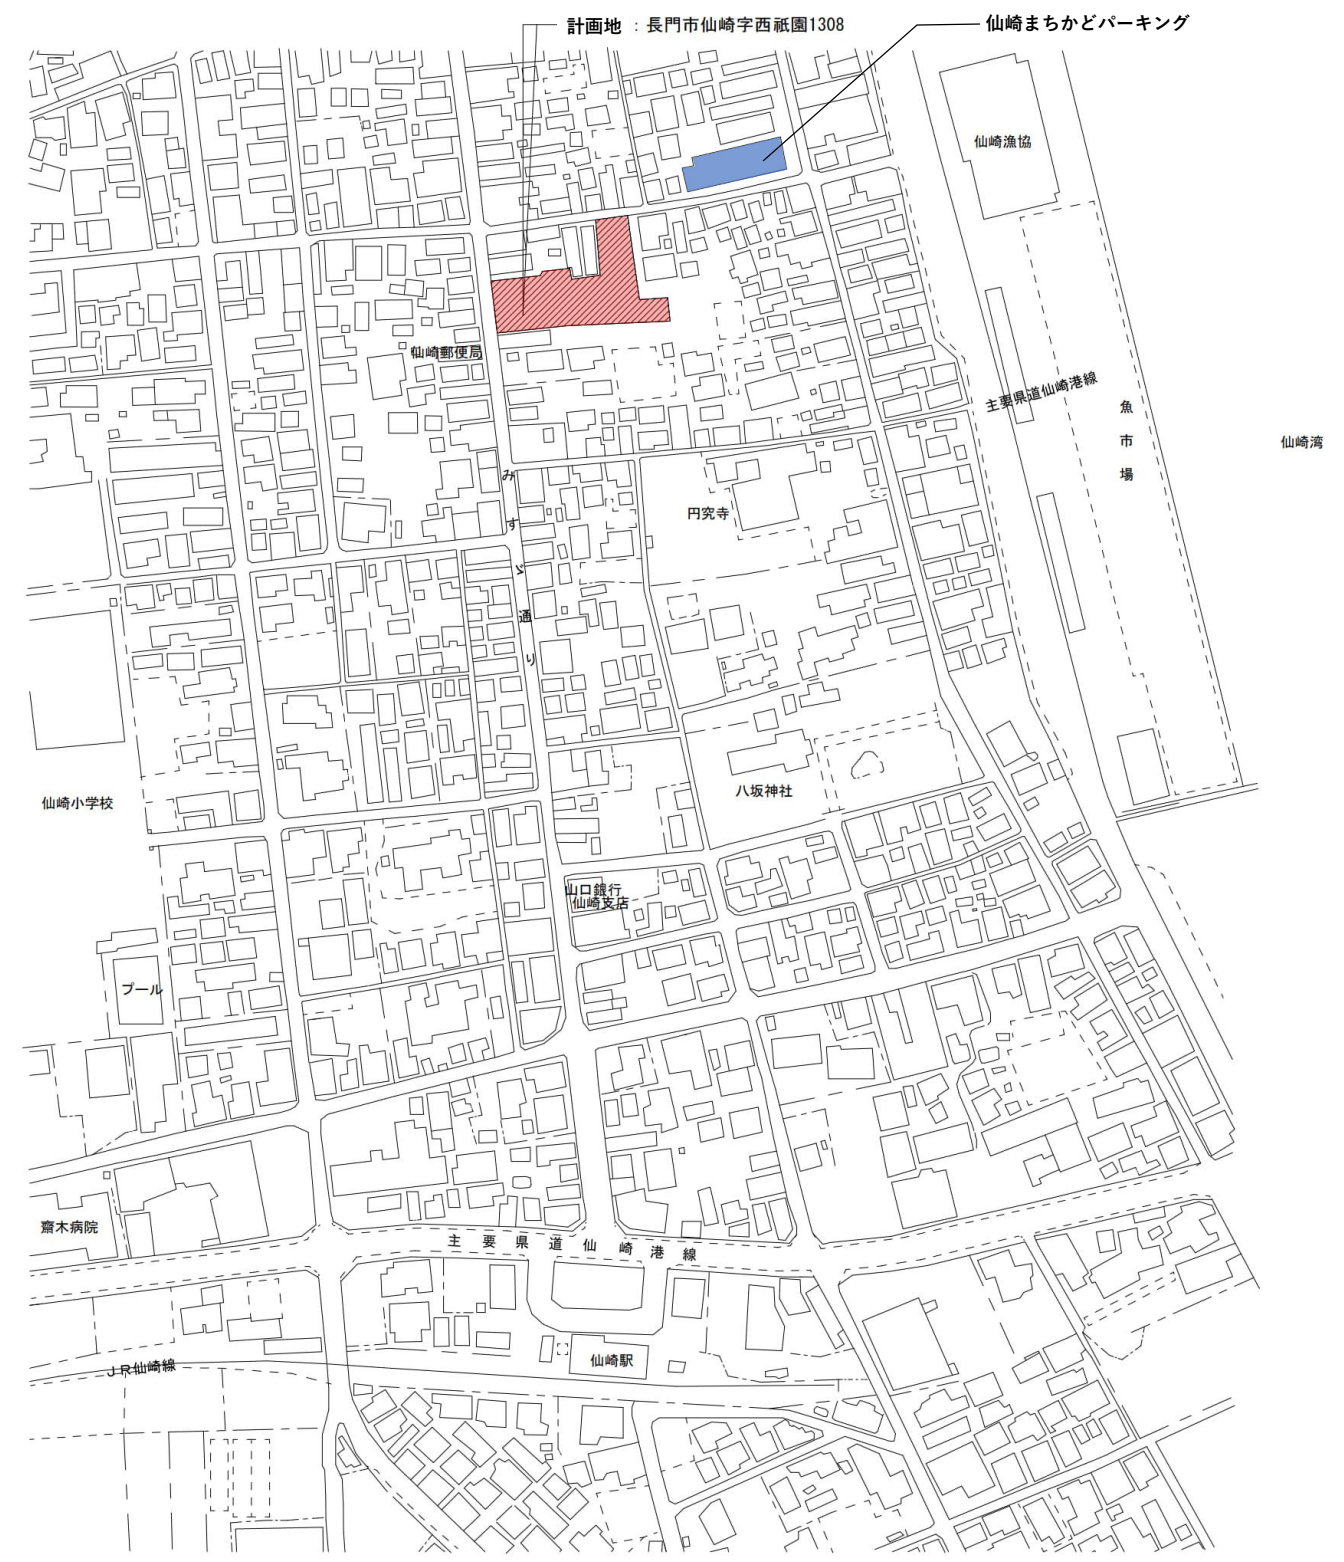 計画地 : 長門市仙崎字西祇園1308
仙崎まちかどパーキング
仙崎漁協
仙崎郵便局
主要県道仙崎港線
魚市場
仙崎湾
みすゞ通り
円究寺
仙崎小学校
八坂神社
山口銀行
仙崎支店
プール
齋木病院
主要県道仙崎港線
仙崎駅
JR仙崎線